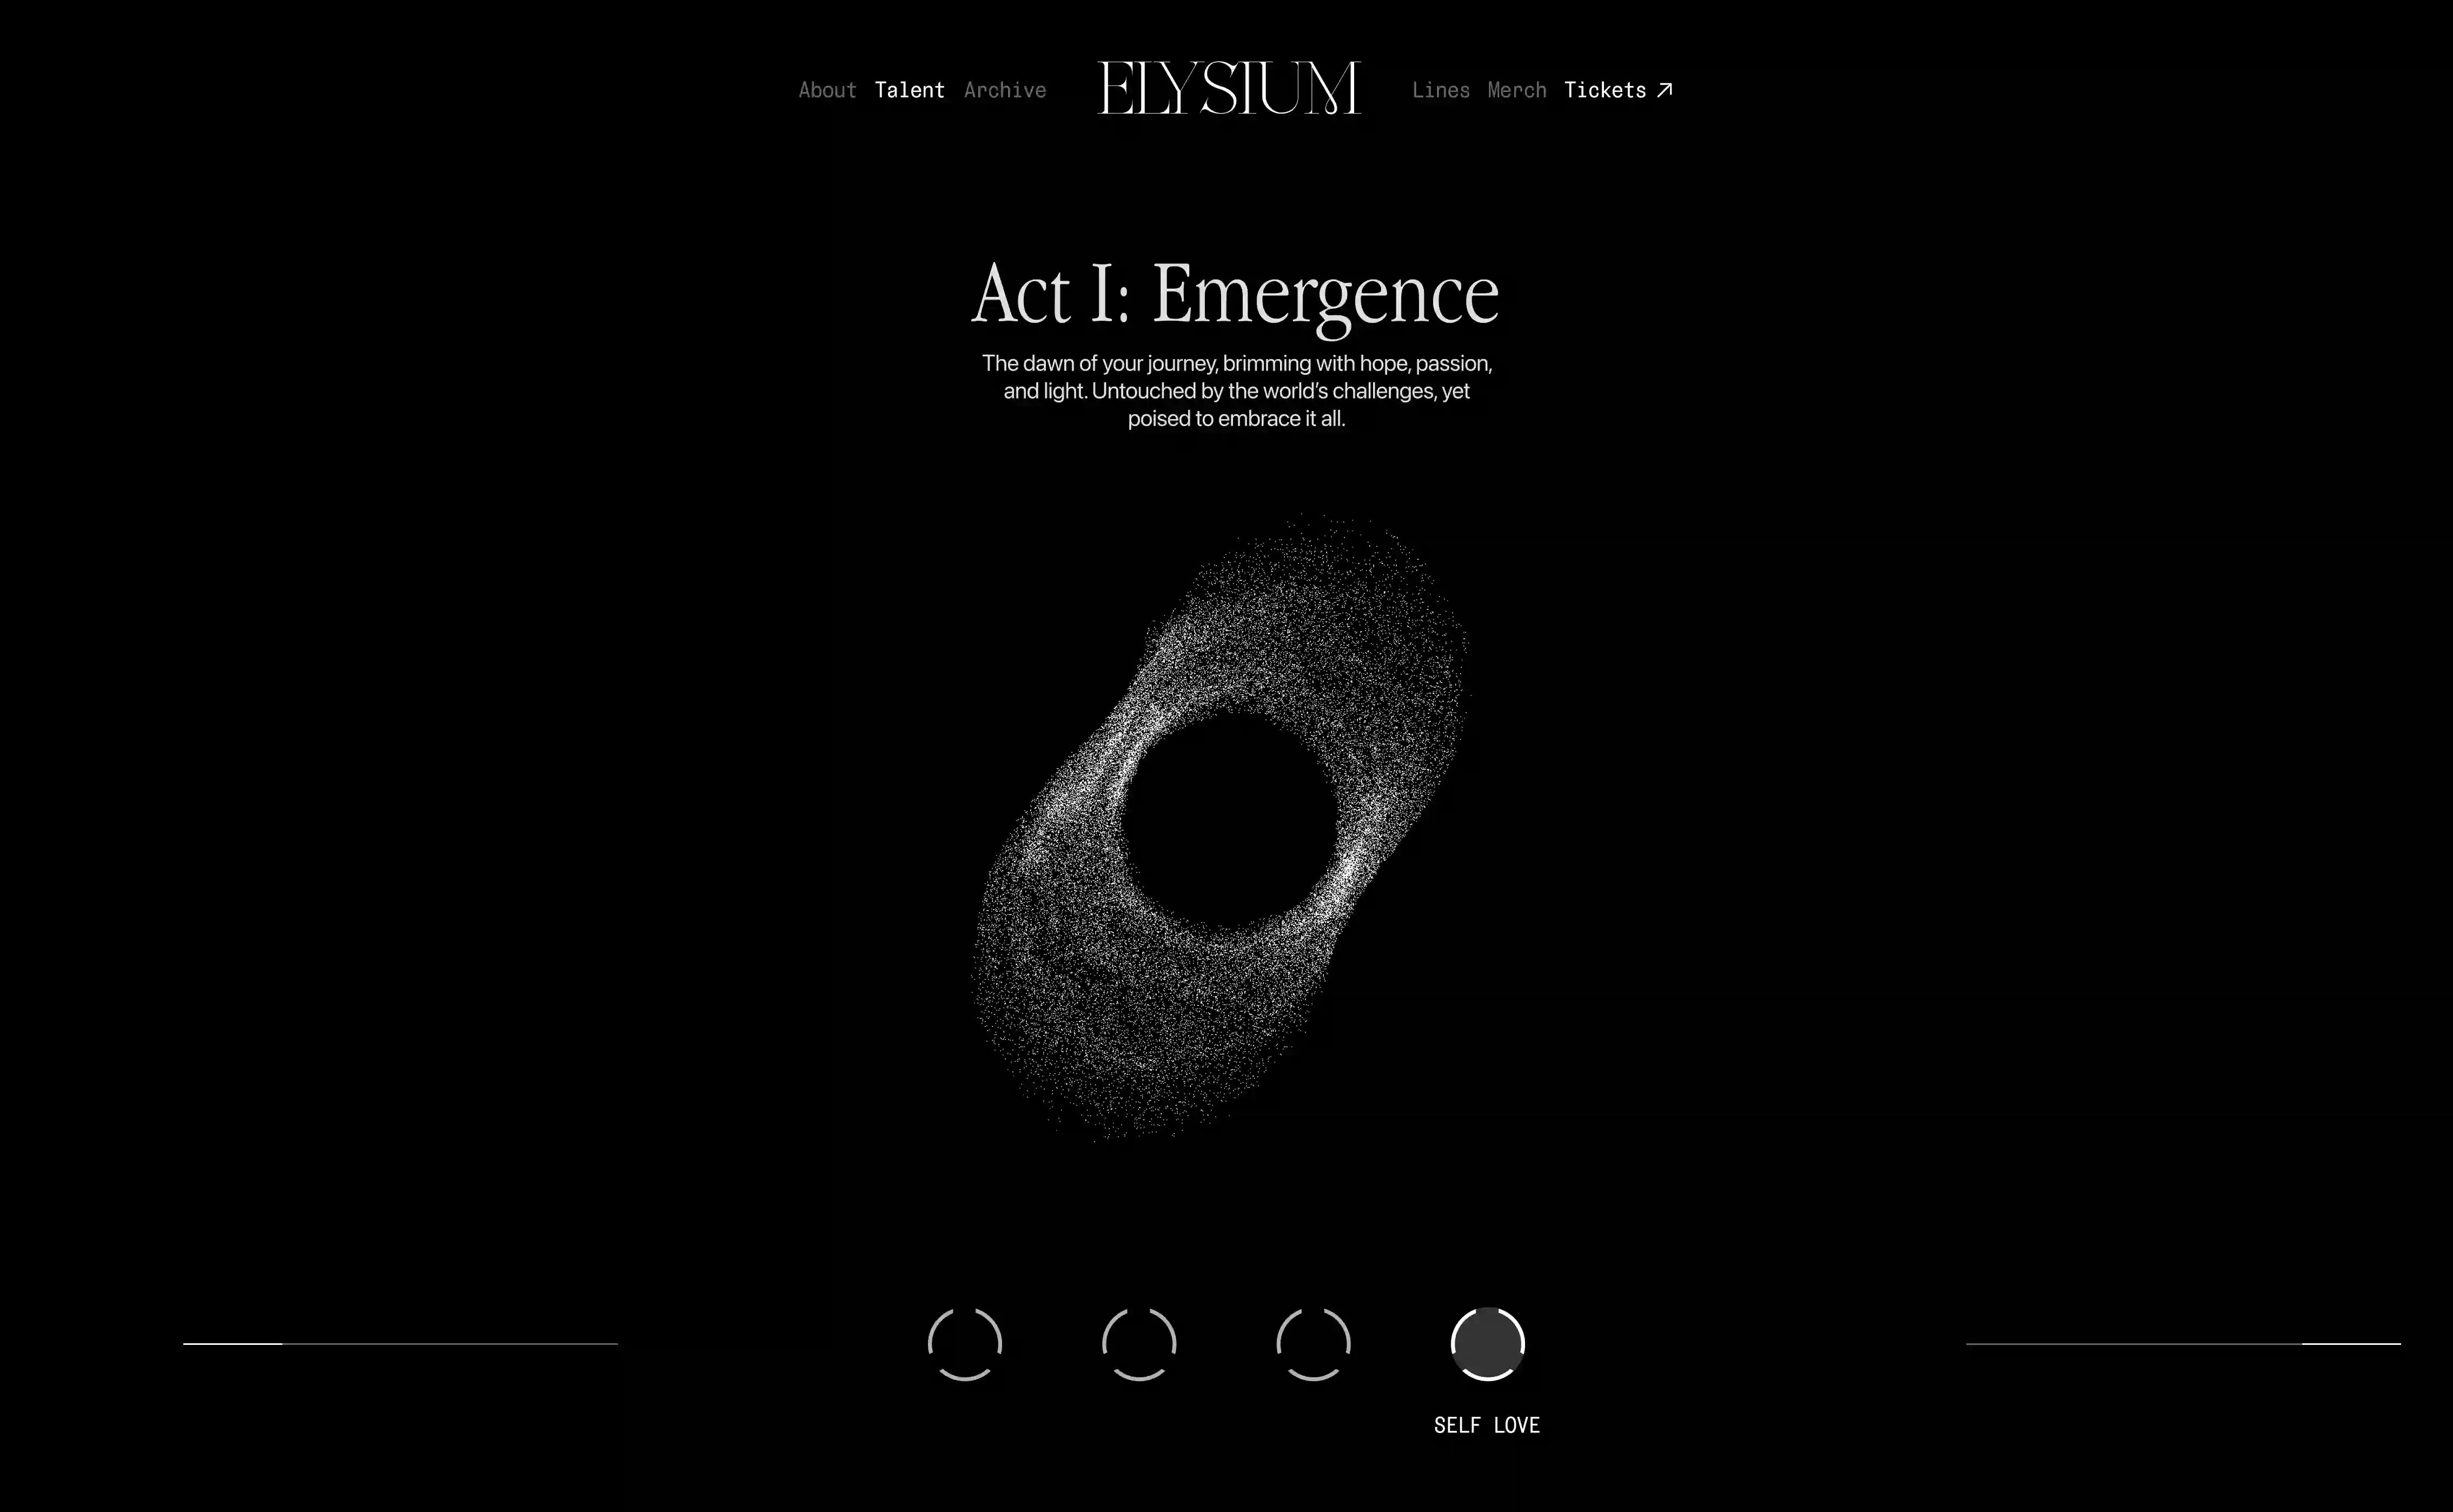 About Talent Archive ELYSIUM Lines Merch Tickets ↗
Act I: Emergence
The dawn of your journey, brimming with hope, passion,
and light. Untouched by the world’s challenges, yet
poised to embrace it all.
SELF LOVE